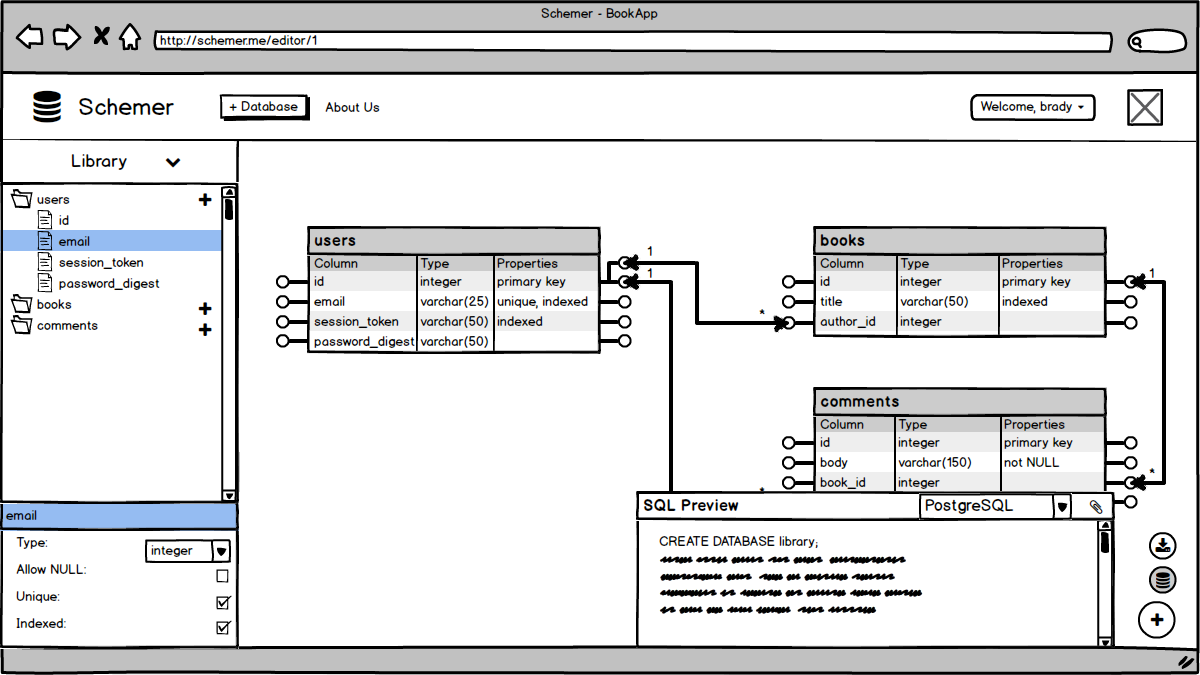 Schemer - BookApp
http://schemer.me/editor/1
Schemer
+ Database
About Us
Welcome, brady
Library
users
id
email
session_token
password_digest
books
comments
email
Type:
integer
Allow NULL:
Unique:
Indexed:
users
Column Type Properties
id integer primary key
email varchar(25) unique, indexed
session_token varchar(50) indexed
password_digest varchar(50)
1
1
*
books
Column Type Properties
id integer primary key
title varchar(50) indexed
author_id integer
1
comments
Column Type Properties
id integer primary key
body varchar(150) not NULL
book_id integer
*
*
SQL Preview
PostgreSQL
CREATE DATABASE library;